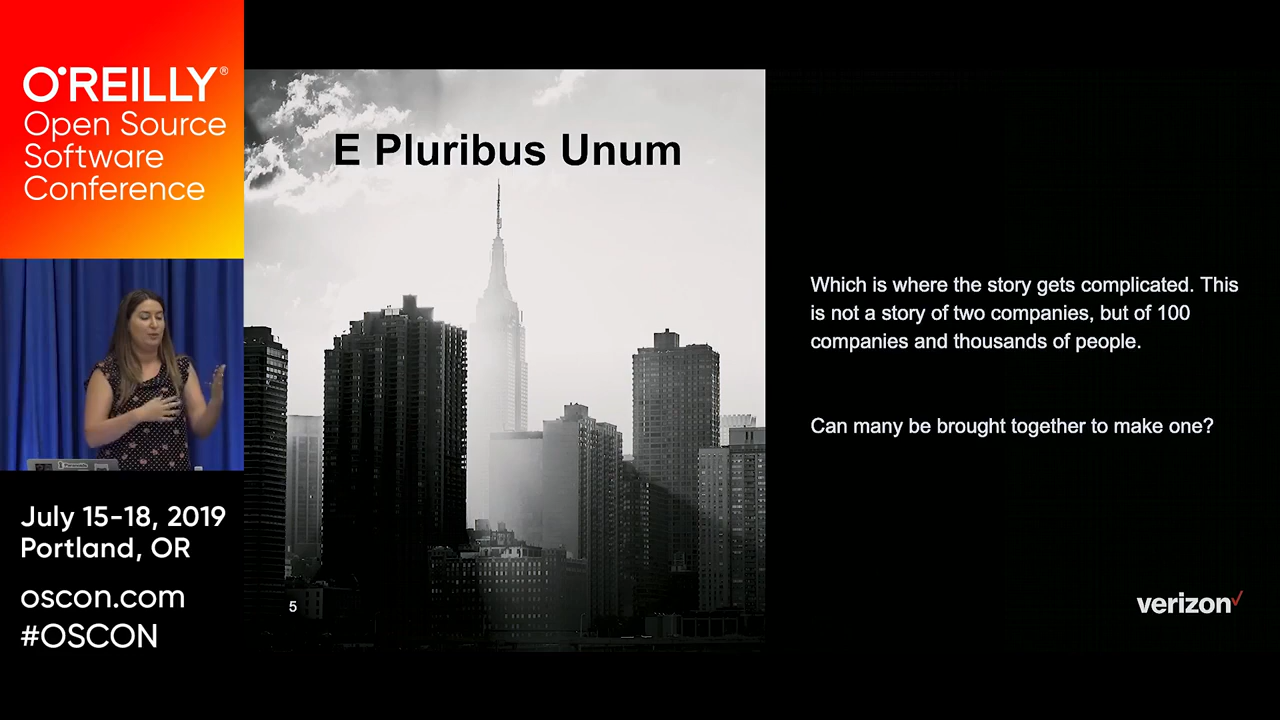 O'REILLY®
Open Source
Software
Conference
July 15-18, 2019
Portland, OR
oscon.com
#OSCON
E Pluribus Unum
5
Which is where the story gets complicated. This
is not a story of two companies, but of 100
companies and thousands of people.
Can many be brought together to make one?
verizon✓